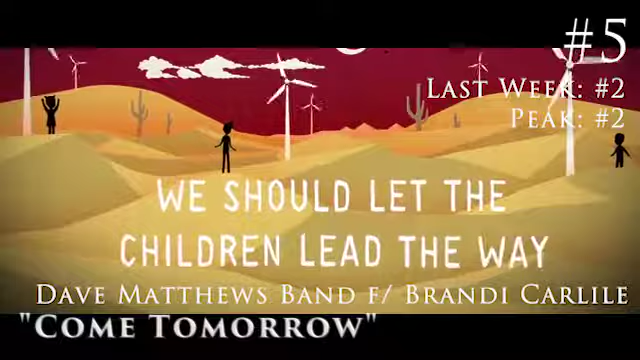 #5
LAST WEEK: #2
PEAK: #2
WE SHOULD LET THE
CHILDREN LEAD THE WAY
DAVE MATTHEWS BAND F/ BRANDI CARLILE
"COME TOMORROW"